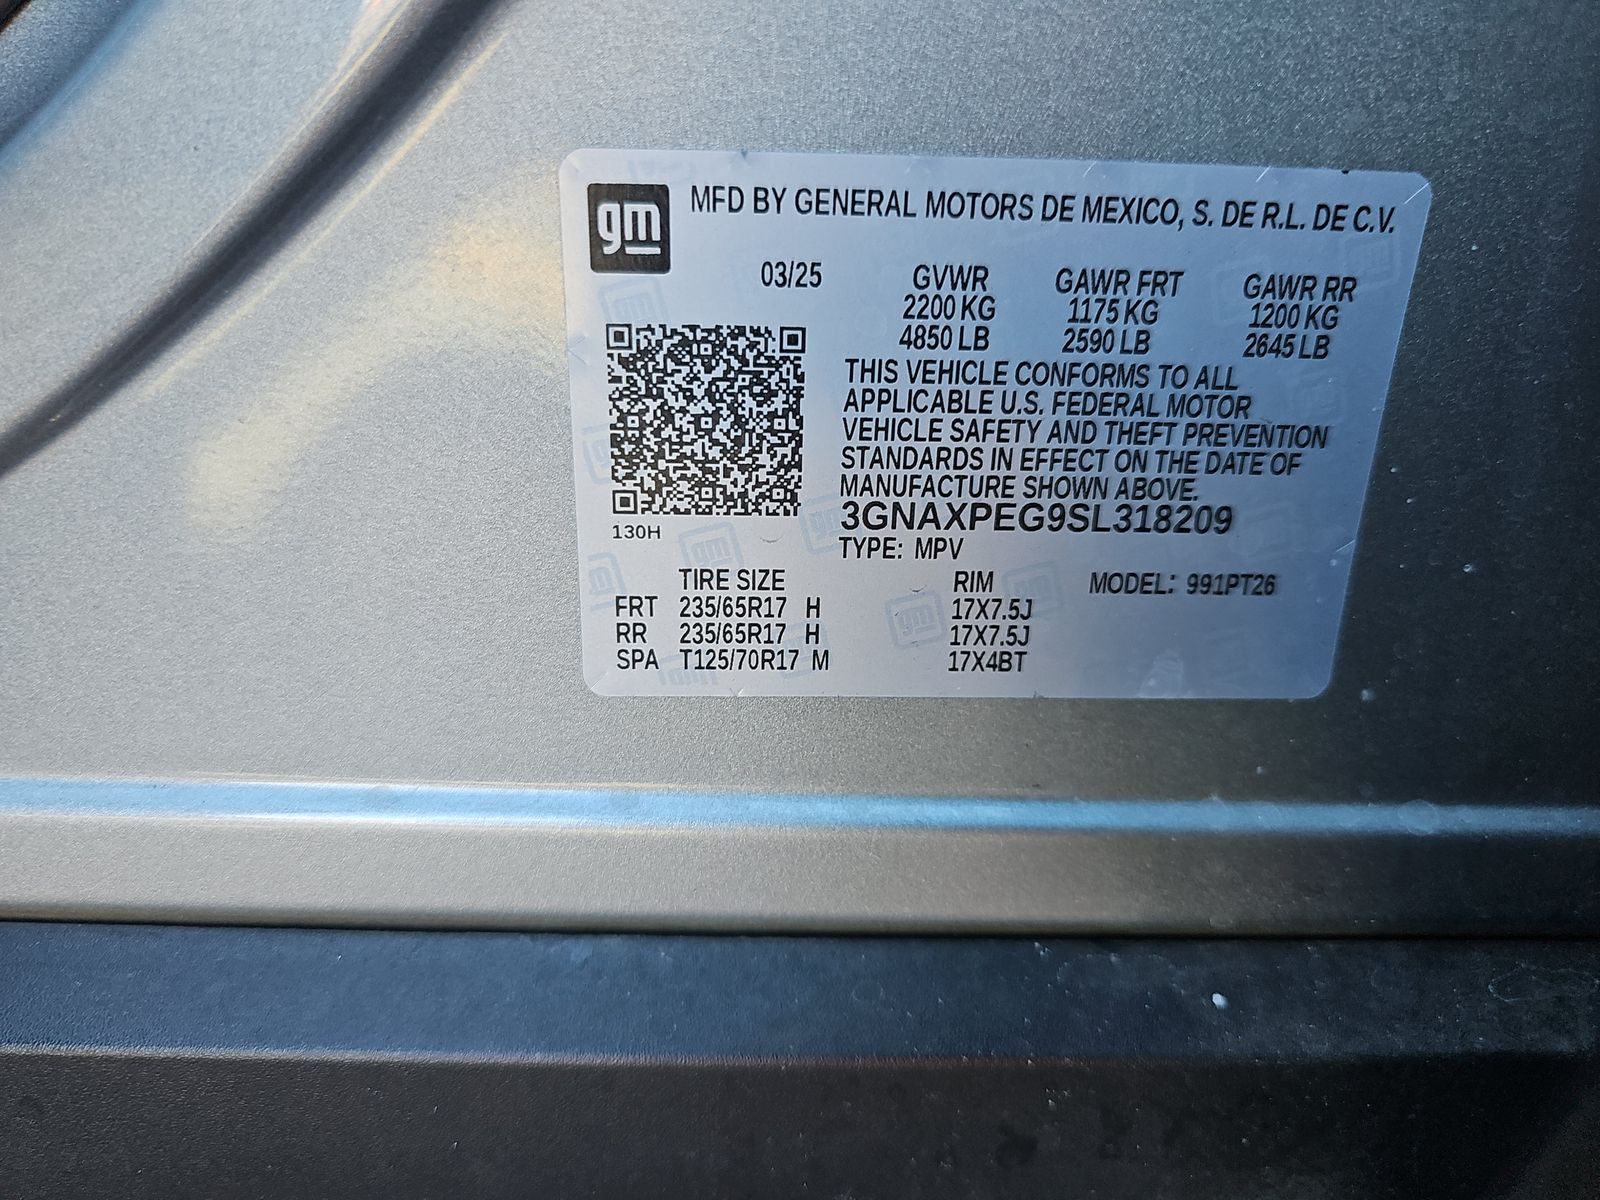 gm
MFD BY GENERAL MOTORS DE MEXICO, S. DE R.L. DE C.V.
03/25 GVWR GAWR FRT GAWR RR
2200 KG 1175 KG 1200 KG
4850 LB 2590 LB 2645 LB
THIS VEHICLE CONFORMS TO ALL
APPLICABLE U.S. FEDERAL MOTOR
VEHICLE SAFETY AND THEFT PREVENTION
STANDARDS IN EFFECT ON THE DATE OF
MANUFACTURE SHOWN ABOVE.
3GNAXPEG9SL318209
130H
TYPE: MPV
TIRE SIZE RIM MODEL: 991PT26
FRT 235/65R17 H 17X7.5J
RR 235/65R17 H 17X7.5J
SPA T125/70R17 M 17X4BT